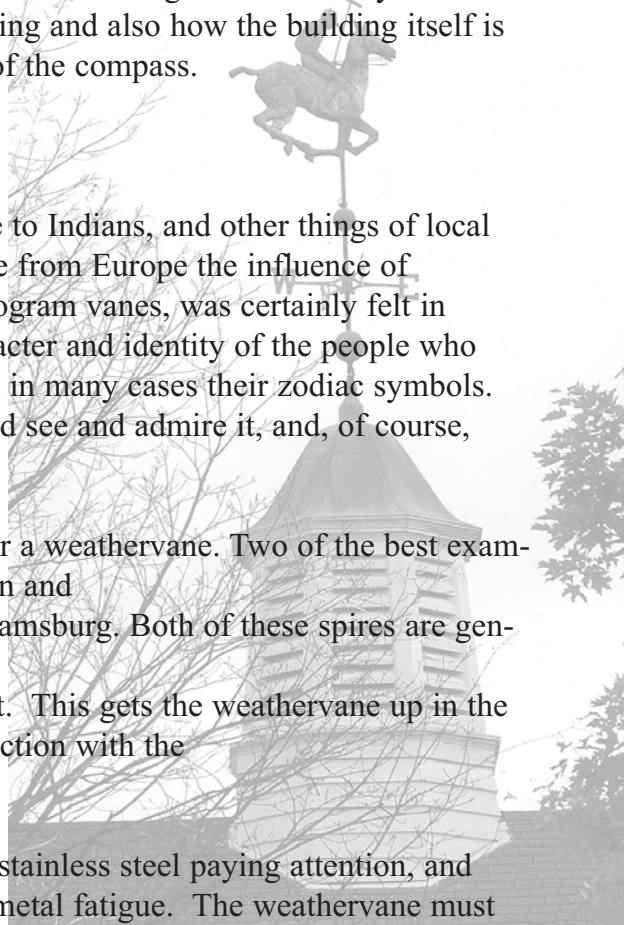 ing and also how the building itself is
of the compass.
to Indians, and other things of local
from Europe the influence of
ogram vanes, was certainly felt in
acter and identity of the people who
in many cases their zodiac symbols.
d see and admire it, and, of course,
W E
r a weathervane. Two of the best exam-
n and
amsburg. Both of these spires are gen-
t. This gets the weathervane up in the
ction with the
stainless steel paying attention, and
metal fatigue. The weathervane must